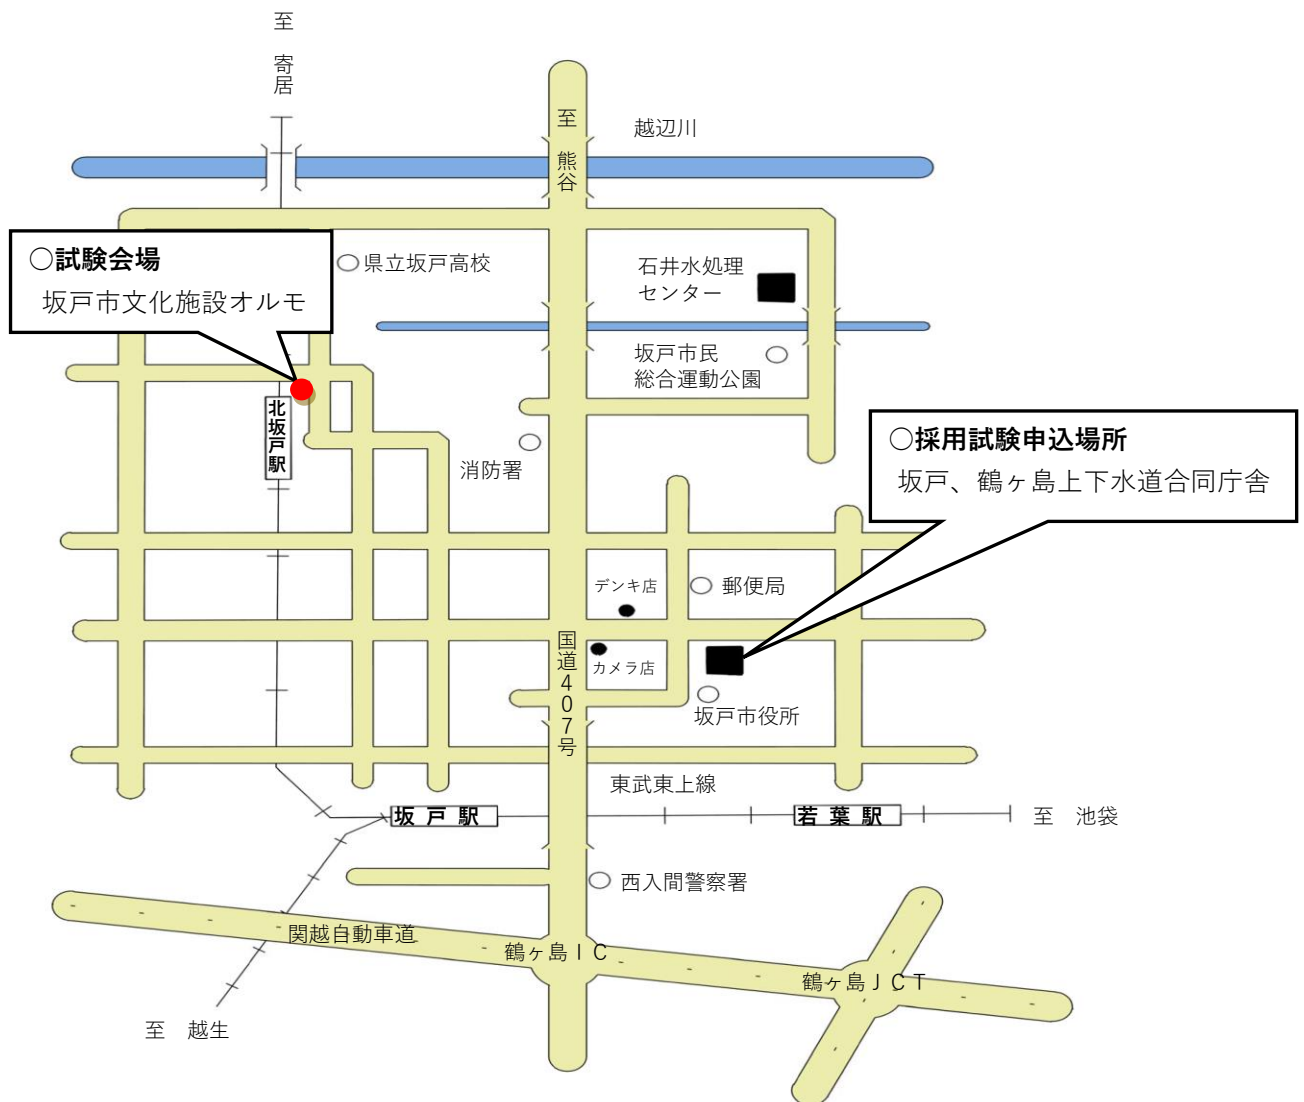 至　寄居
至　熊谷
越辺川
○試験会場
坂戸市文化施設オルモ
県立坂戸高校
石井水処理
センター
坂戸市民
総合運動公園
北坂戸駅
消防署
○採用試験申込場所
坂戸、鶴ヶ島上下水道合同庁舎
デンキ店
郵便局
国道407号
カメラ店
坂戸市役所
東武東上線
坂戸駅
若葉駅
至　池袋
西入間警察署
関越自動車道
鶴ヶ島ＩＣ
鶴ヶ島ＪＣＴ
至　越生